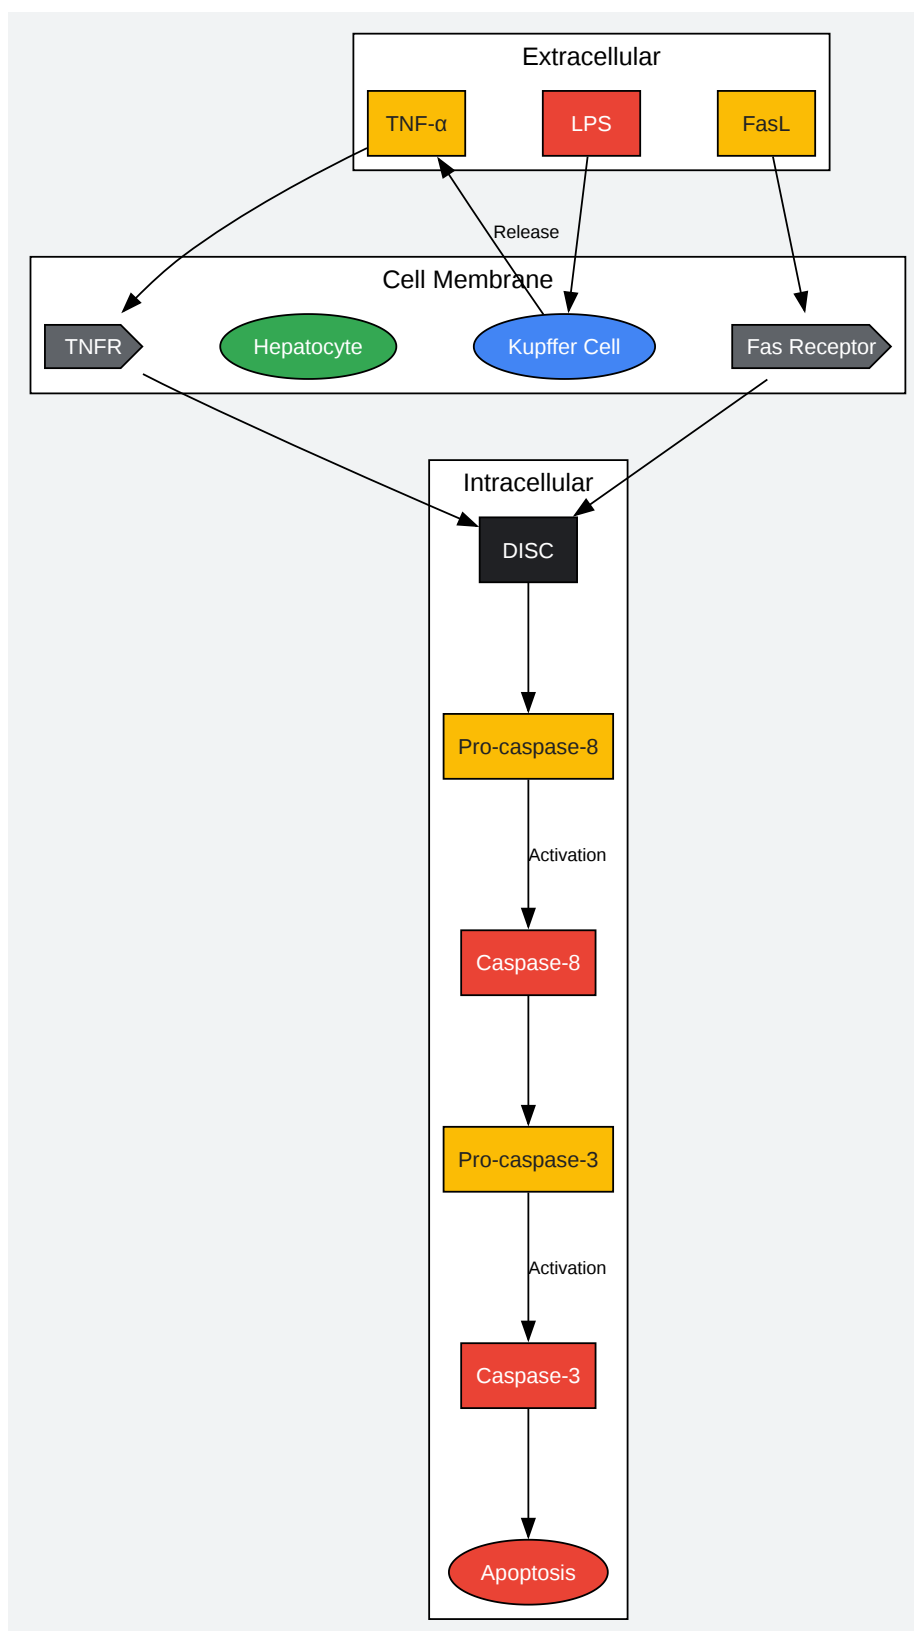 Extracellular
TNF-α
LPS
FasL
Release
Cell Membrane
TNFR
Hepatocyte
Kupffer Cell
Fas Receptor
Intracellular
DISC
Pro-caspase-8
Activation
Caspase-8
Pro-caspase-3
Activation
Caspase-3
Apoptosis